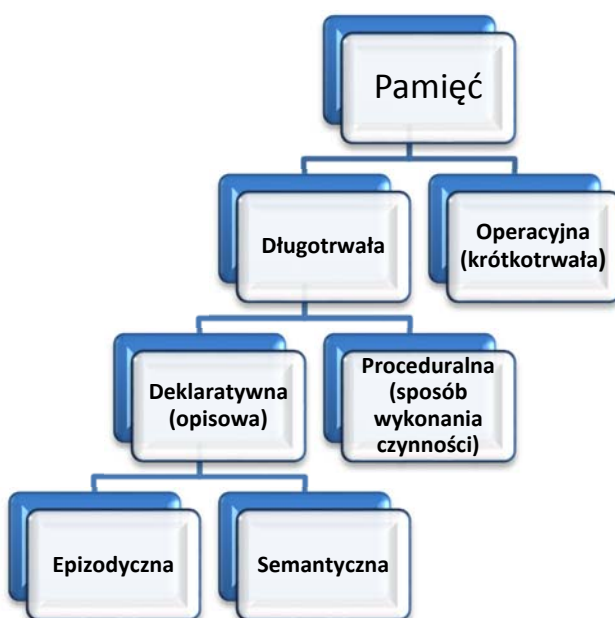 Pamięć
Długotrwała
Operacyjna
(krótkotrwała)
Deklaratywna
(opisowa)
Proceduralna
(sposób
wykonania
czynności)
Epizodyczna
Semantyczna